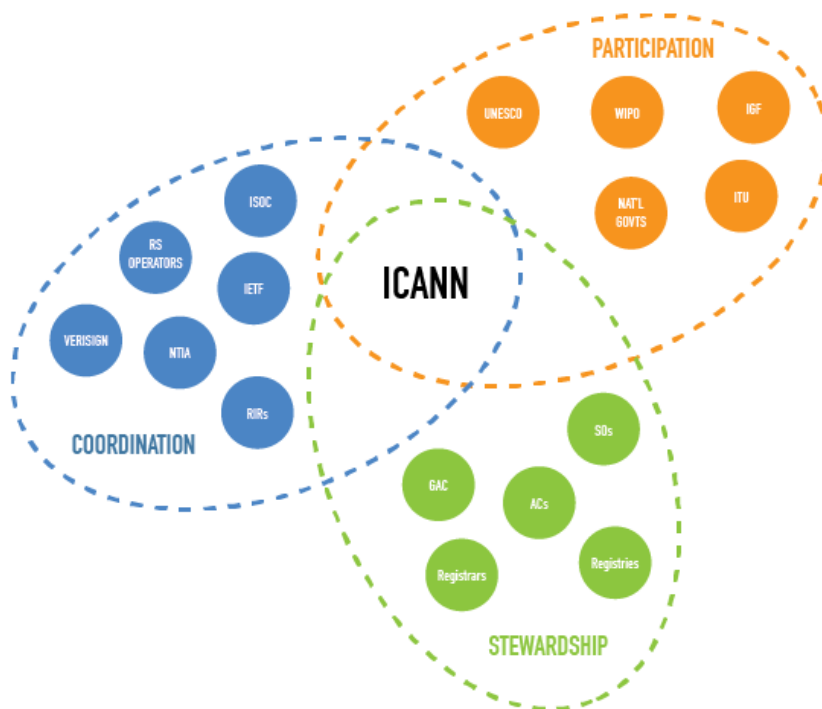 PARTICIPATION
UNESCO
WIPO
IGF
NAT'L
GOVTS
ITU
ISOC
RS
OPERATORS
IETF
VERISIGN
NTIA
RIRs
COORDINATION
ICANN
SOs
GAC
ACs
Registrars
Registries
STEWARDSHIP